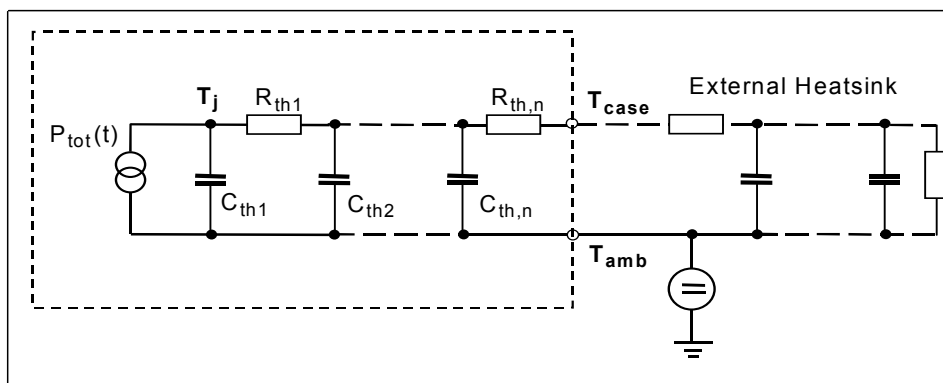 External Heatsink
T_j
R_th1
R_th,n
T_case
P_tot(t)
C_th1
C_th2
C_th,n
T_amb